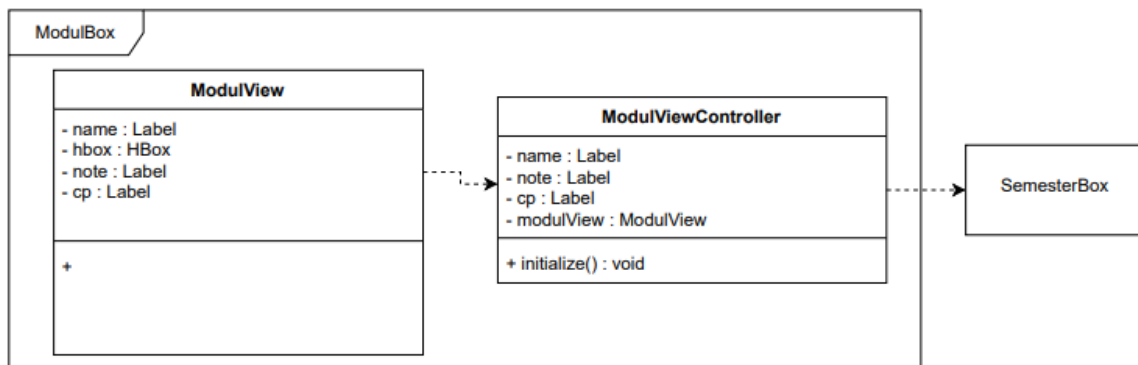 ModulBox
ModulView
- name : Label
- hbox : HBox
- note : Label
- cp : Label
+
ModulViewController
- name : Label
- note : Label
- cp : Label
- modulView : ModulView
+ initialize() : void
SemesterBox